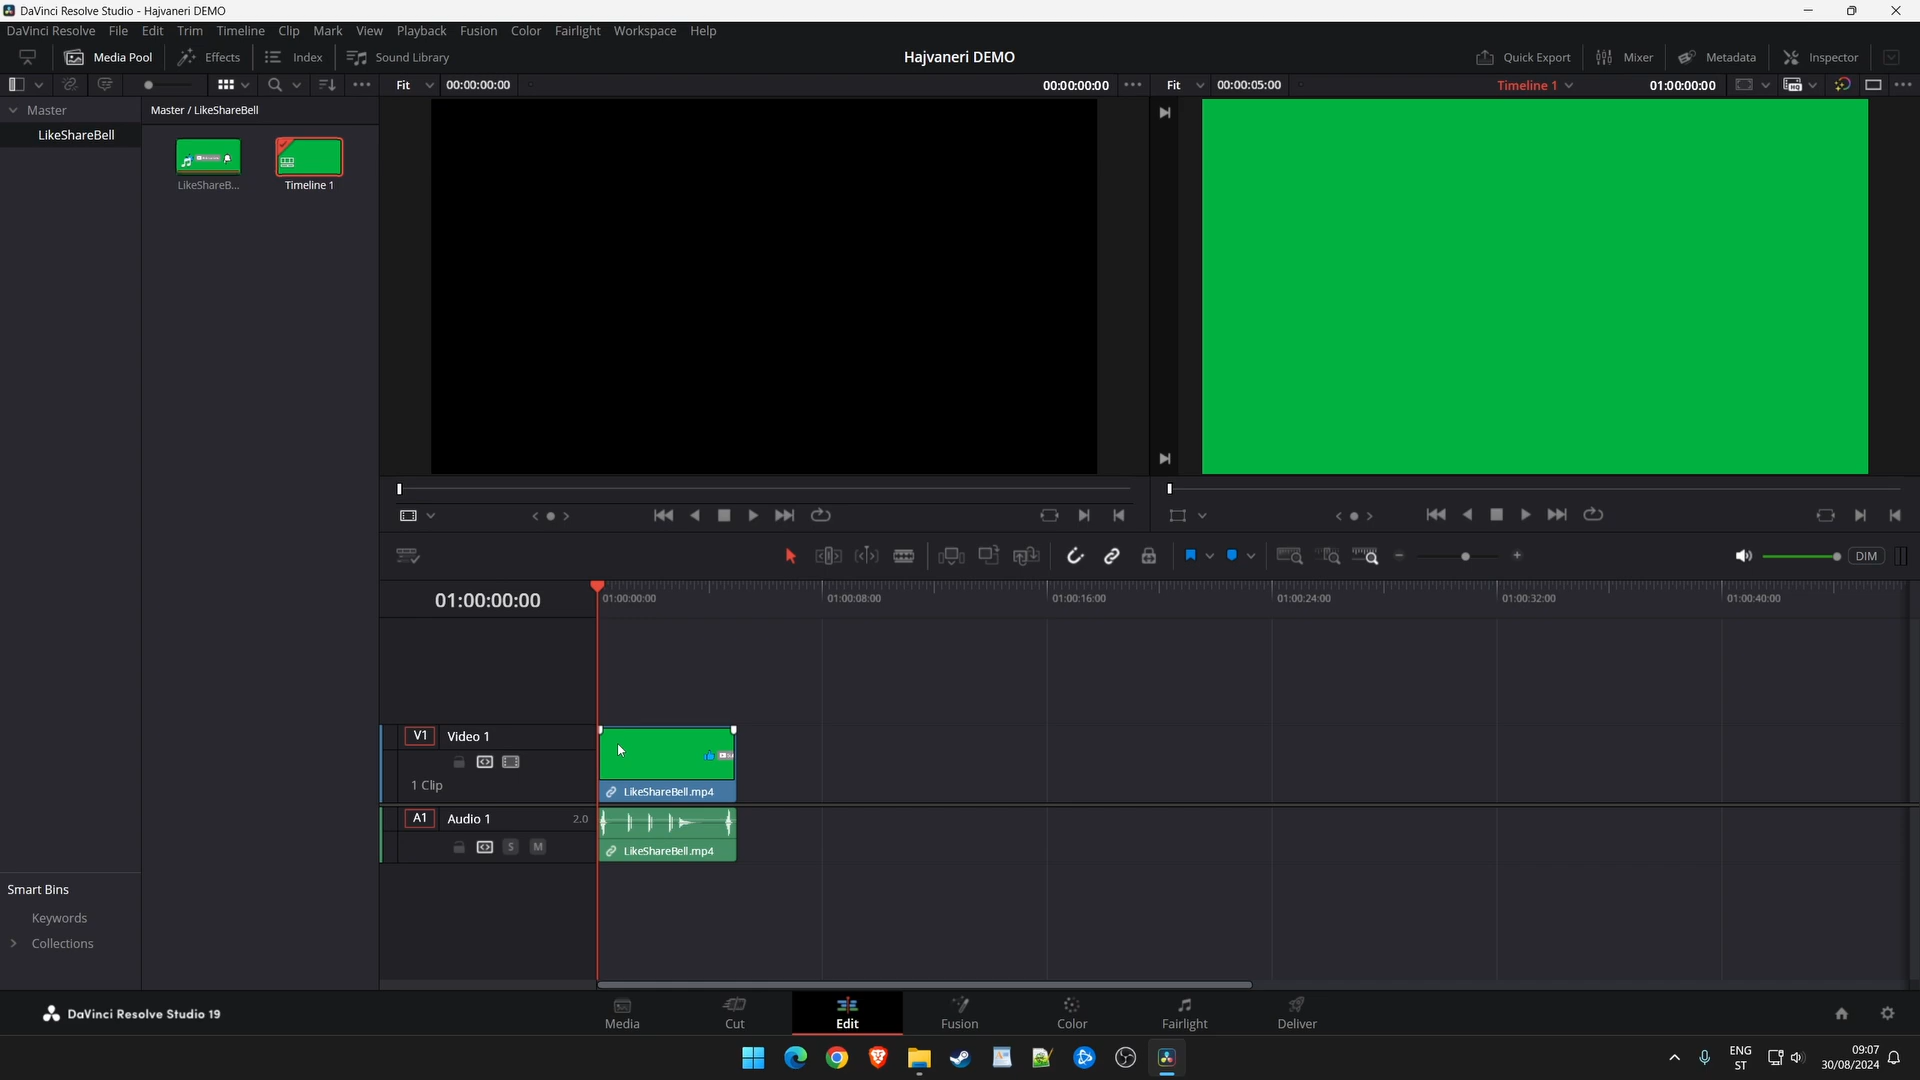 DaVinci Resolve Studio - Hajvaneri DEMO
DaVinci Resolve File Edit Trim Timeline Clip Mark View Playback Fusion Color Fairlight Workspace Help
Media Pool Effects Index Sound Library Hajvaneri DEMO Quick Export Mixer Metadata Inspector
Fit 00:00:00:00 00:00:00:00 Fit 00:00:05:00 Timeline 1 01:00:00:00
Master Master / LikeShareBell
LikeShareBell
LikeShareB... Timeline 1
DIM
01:00:00:00 01:00:00:00 01:00:08:00 01:00:16:00 01:00:24:00 01:00:32:00 01:00:40:00
V1 Video 1
1 Clip
LikeShareBell.mp4
A1 Audio 1 2.0
S M
LikeShareBell.mp4
Smart Bins
Keywords
Collections
DaVinci Resolve Studio 19
Media Cut Edit Fusion Color Fairlight Deliver
ENG
ST
09:07
30/08/2024